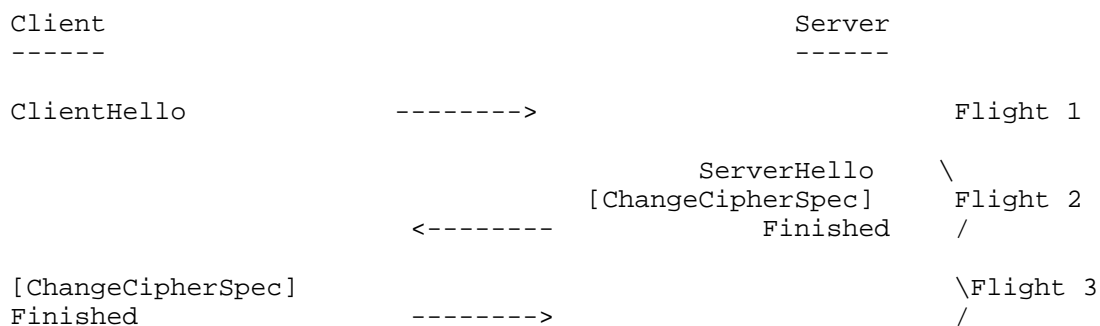 Client                                             Server
------                                             ------
ClientHello             -------->                          Flight 1
                                           ServerHello    \
                                    [ChangeCipherSpec]     Flight 2
                         <--------             Finished    /
[ChangeCipherSpec]                                         \Flight 3
Finished                 -------->                         /